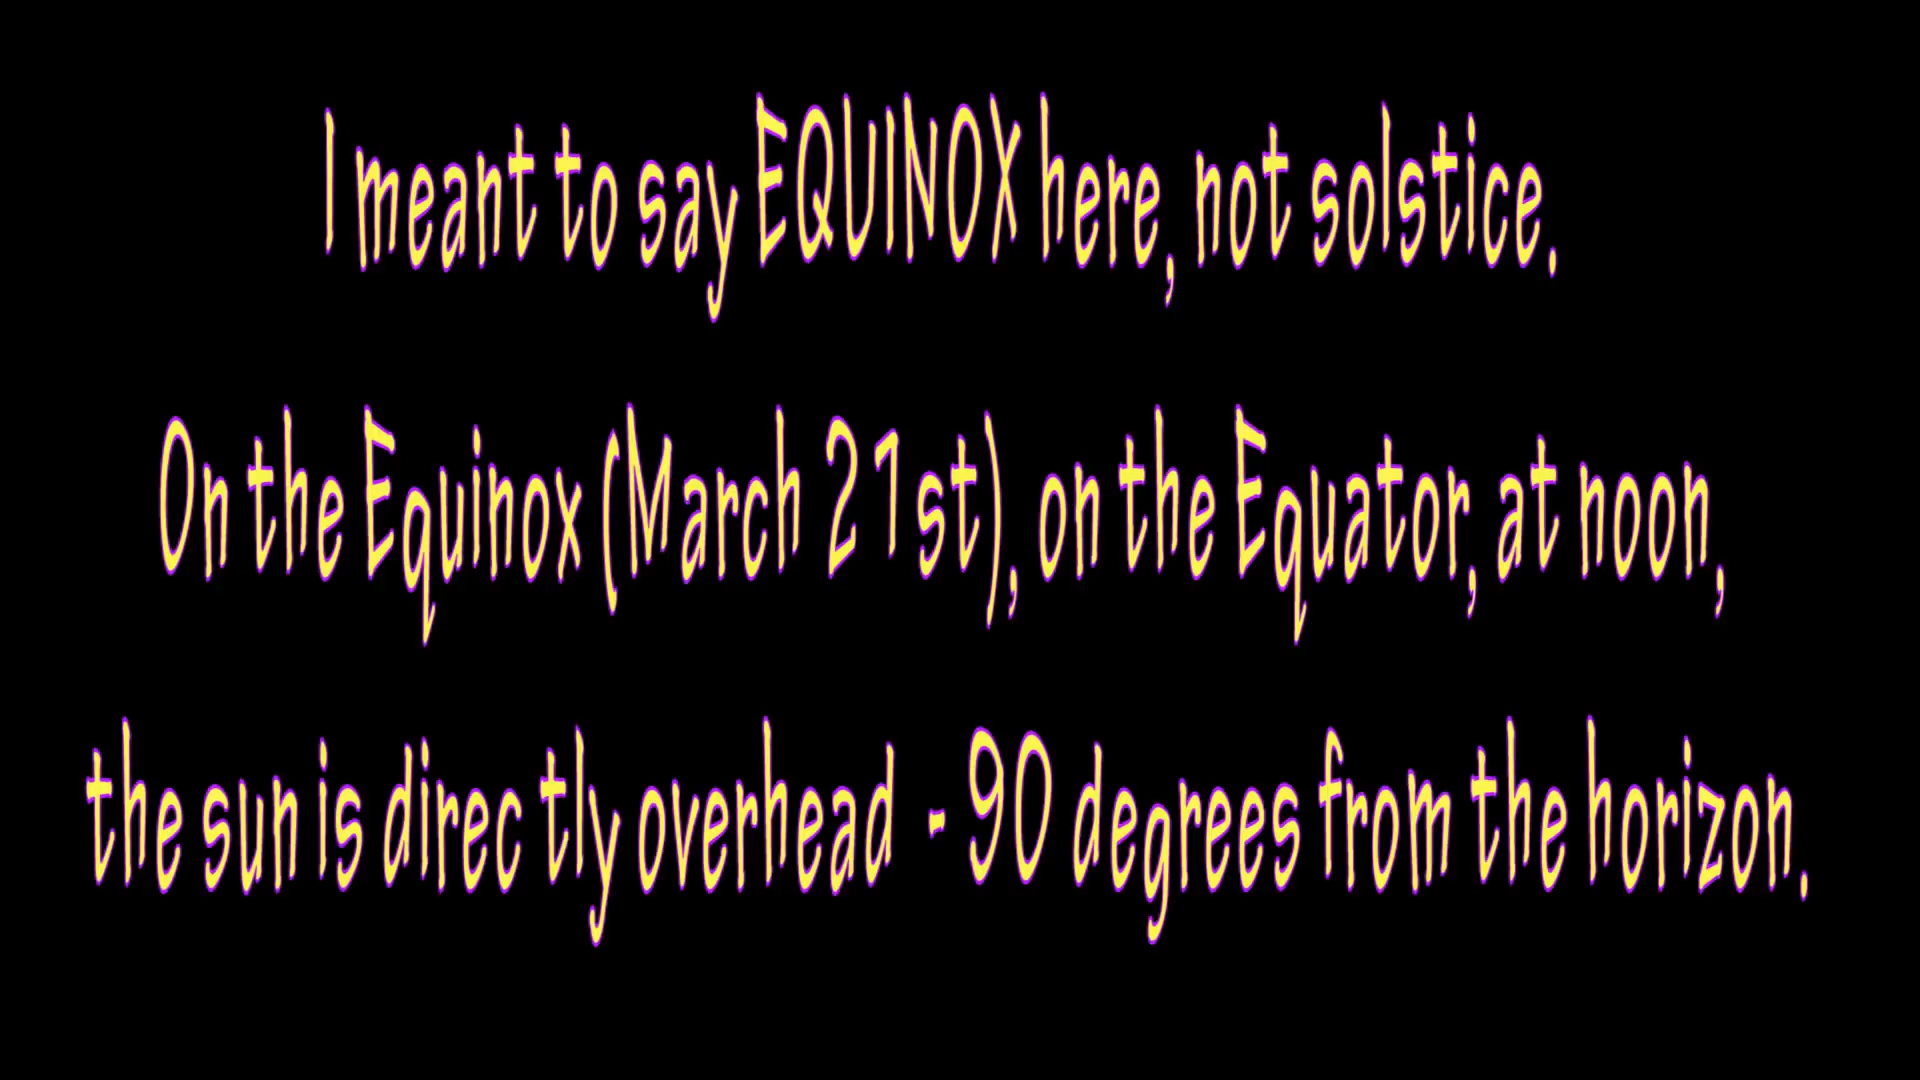 I meant to say EQUINOX here, not solstice.
On the Equinox (March 21st), on the Equator, at noon,
the sun is direc tly overhead - 90 degrees from the horizon.